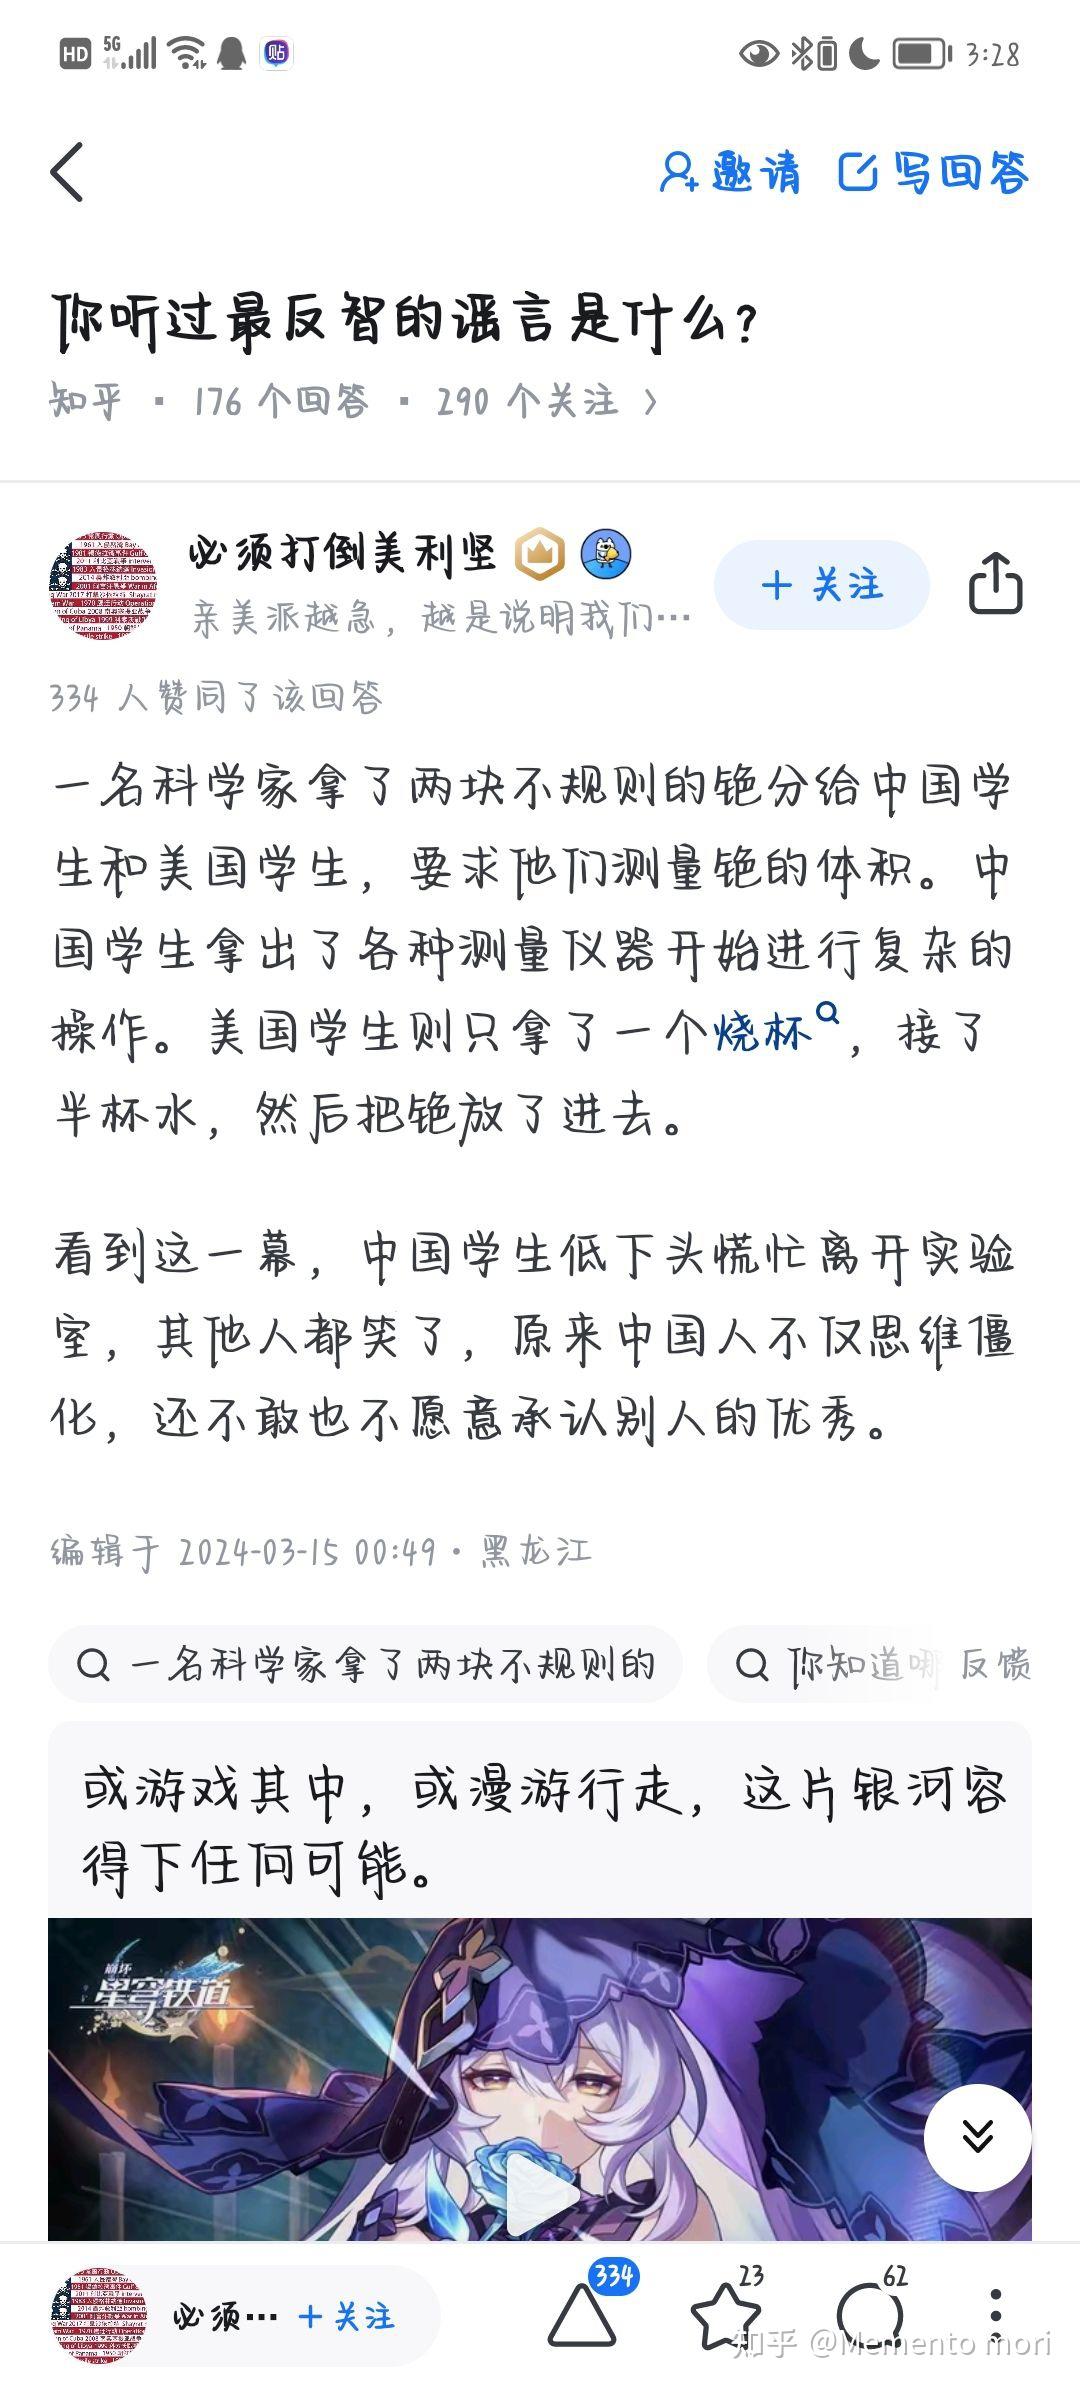 HD 5G 贴 3:28
邀请 写回答
你听过最反智的谣言是什么?
知乎 · 176 个回答 · 290 个关注 >
必须打倒美利坚
+ 关注
亲美派越急，越是说明我们…
334 人赞同了该回答
一名科学家拿了两块不规则的铯分给中国学
生和美国学生，要求他们测量铯的体积。中
国学生拿出了各种测量仪器开始进行复杂的
操作。美国学生则只拿了一个烧杯，接了
半杯水，然后把铯放了进去。
看到这一幕，中国学生低下头慌忙离开实验
室，其他人都笑了，原来中国人不仅思维僵
化，还不敢也不愿意承认别人的优秀。
编辑于 2024-03-15 00:49 · 黑龙江
一名科学家拿了两块不规则的 你知道哪 反馈
或游戏其中，或漫游行走，这片银河容
得下任何可能。
崩坏
星穹铁道
必须… + 关注 334 23 62
知乎 @Memento mori